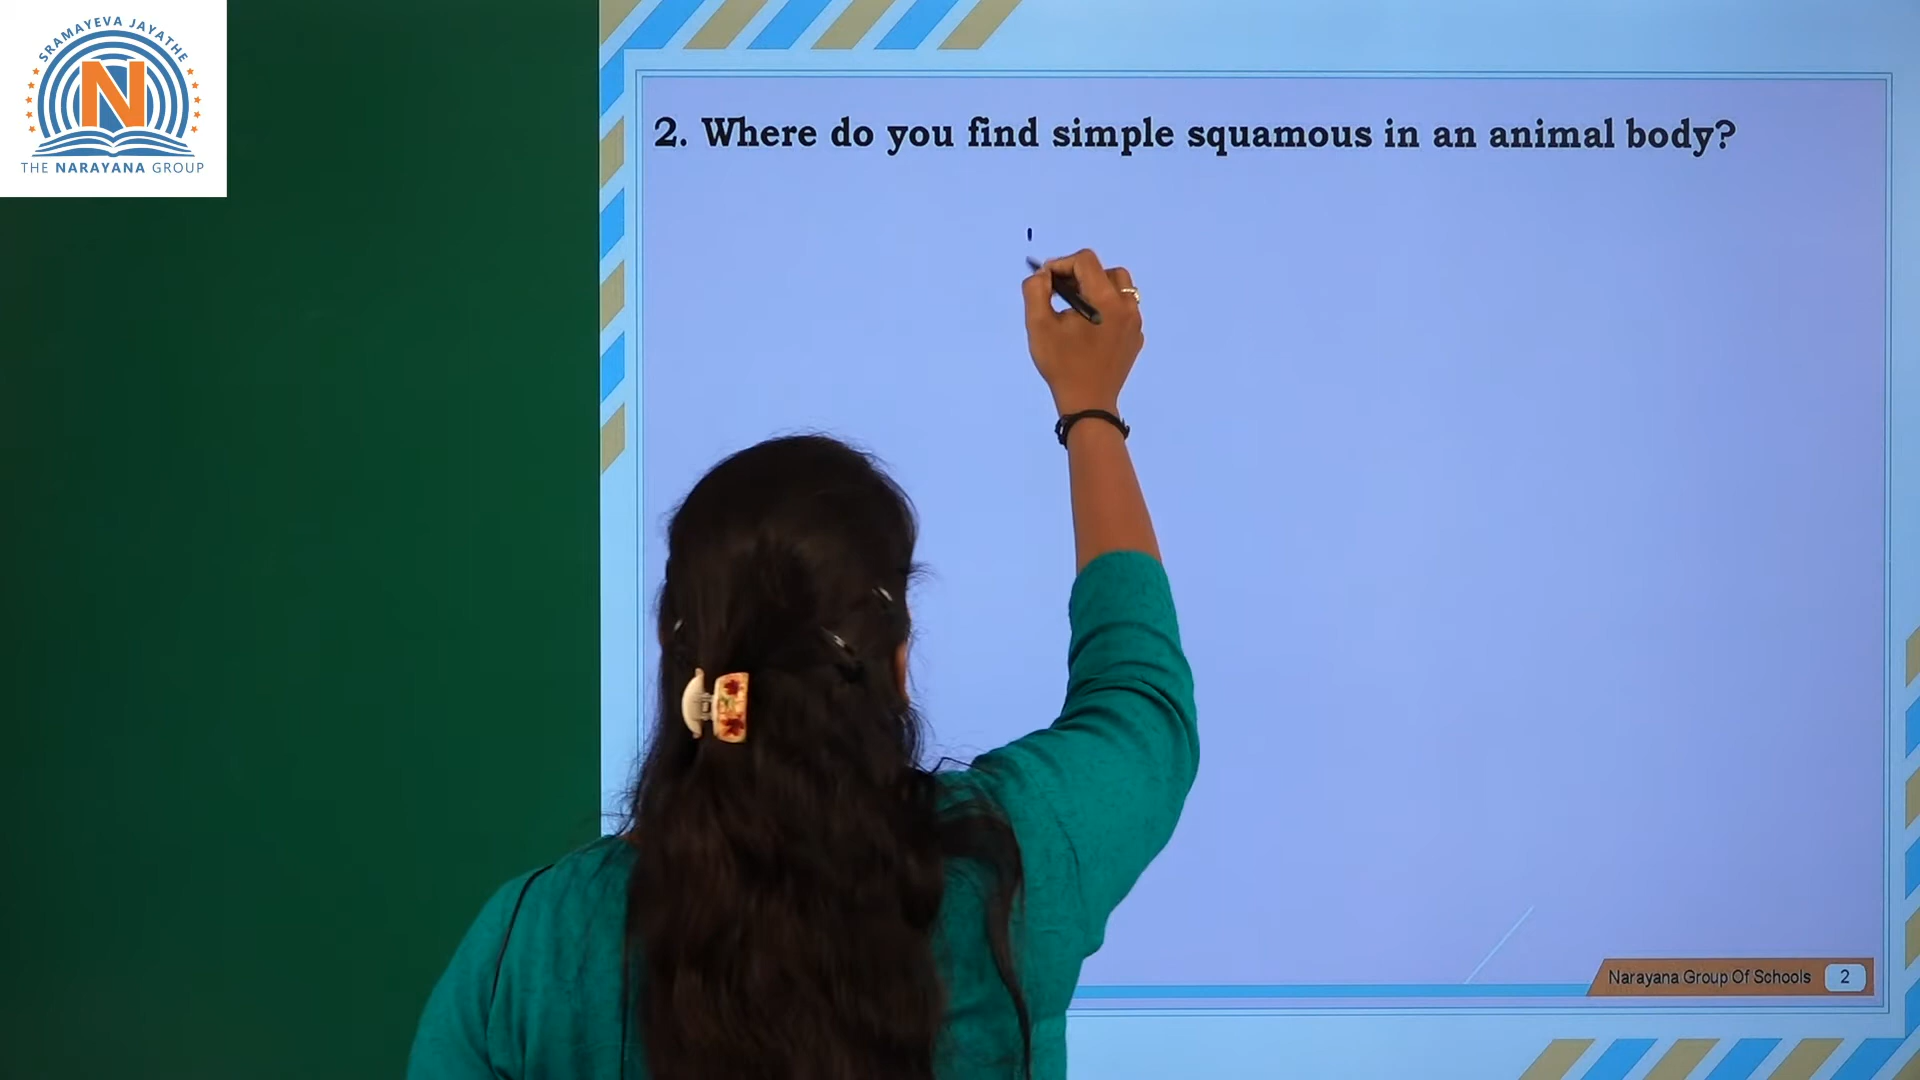 SRAMAYEVA JAYATHE
N
THE NARAYANA GROUP
2. Where do you find simple squamous in an animal body?
Narayana Group Of Schools 2